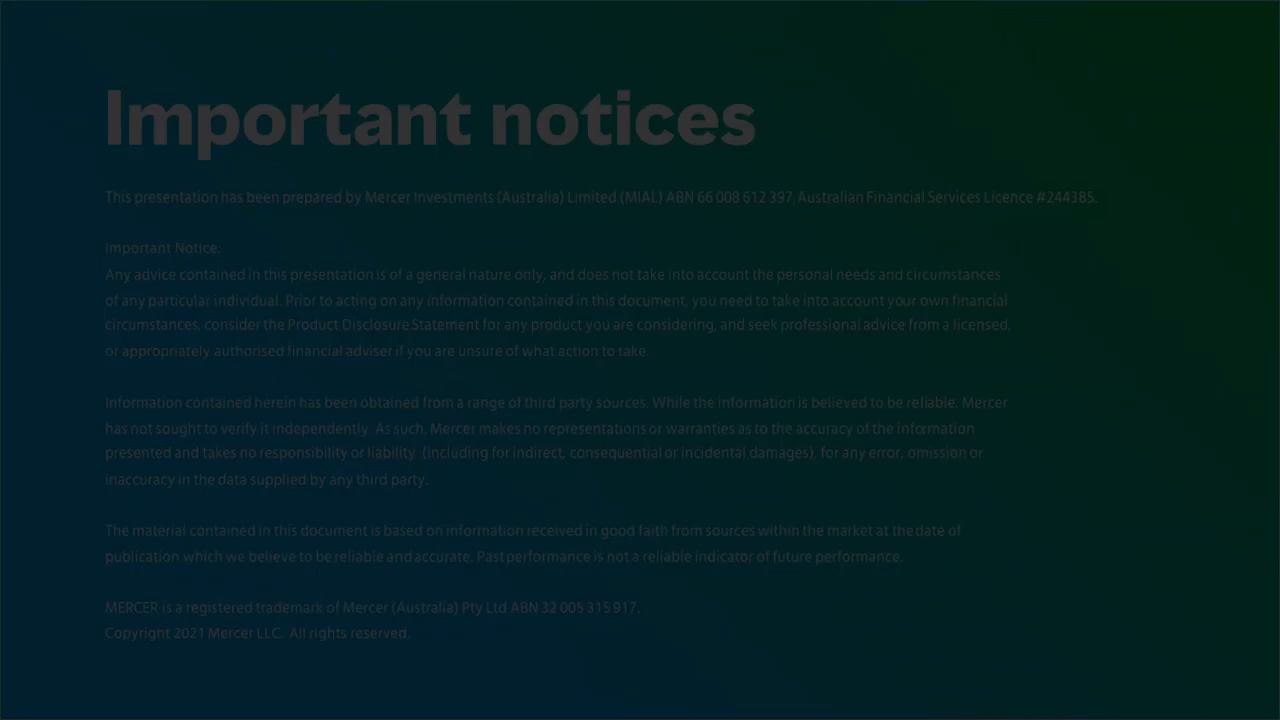 Important notices
This presentation has been prepared by Mercer Investments (Australia) Limited (MIAL) ABN 66 008 612 397, Australian Financial Services Licence #244385.
Important Notice.
Any advice contained in this presentation is of a general nature only, and does not take into account the personal needs and circumstances
of any particular individual. Prior to acting on any information contained in this document, you need to take into account your own financial
circumstances, consider the Product Disclosure Statement for any product you are considering, and seek professional advice from a licensed,
or appropriately authorised financial adviser if you are unsure of what action to take.
Information contained herein has been obtained from a range of third party sources. While the information is believed to be reliable, Mercer
has not sought to verify it independently. As such, Mercer makes no representations or warranties as to the accuracy of the information
presented and takes no responsibility or liability (including for indirect, consequential or incidental damages), for any error, omission or
inaccuracy in the data supplied by any third party.
The material contained in this document is based on information received in good faith from sources within the market at the date of
publication which we believe to be reliable and accurate. Past performance is not a reliable indicator of future performance.
MERCER is a registered trademark of Mercer (Australia) Pty Ltd ABN 32 005 315 917.
Copyright 2021 Mercer LLC. All rights reserved.